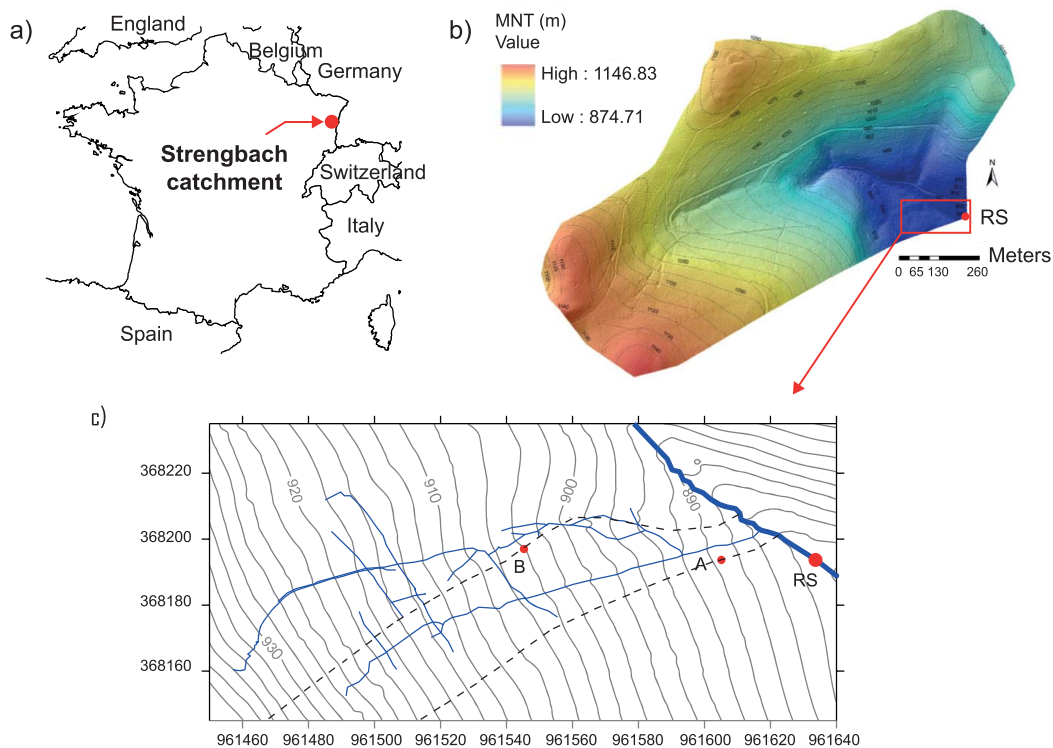 a)
England
Belgium
Germany
Strengbach
catchment
Switzerland
Italy
Spain
b)
MNT (m)
Value
High : 1146.83
Low : 874.71
N
RS
Meters
0 65 130 260
c)
368220
368200
368180
368160
920
910
900
890
930
B
A
RS
961460 961480 961500 961520 961540 961560 961580 961600 961620 961640